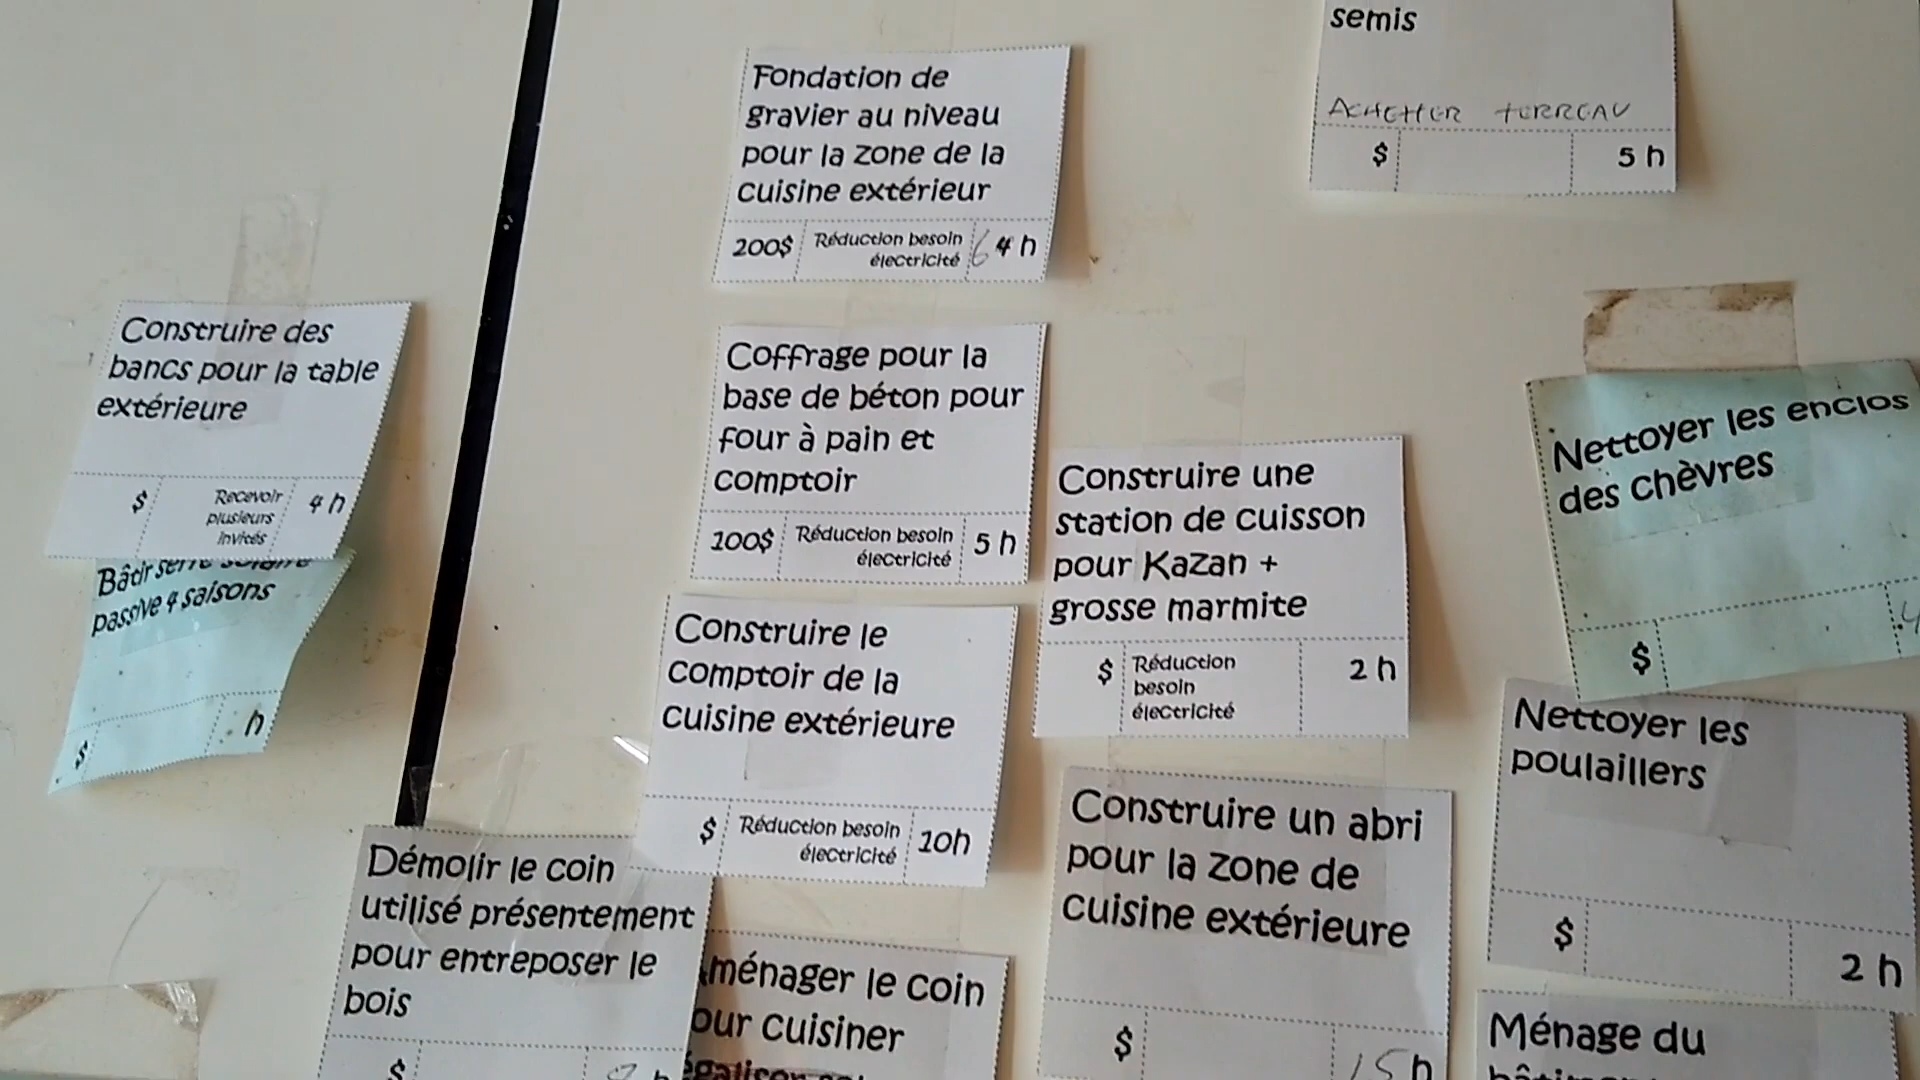 semis
ACHETER TERREAU
$ 5 h
Fondation de
gravier au niveau
pour la zone de la
cuisine extérieur
200$ Réduction besoin électricité 6 4 h
Construire des
bancs pour la table
extérieure
$ Recevoir plusieurs invités 4 h
Bâtir serre solaire
passive 4 saisons
$ h
Coffrage pour la
base de béton pour
four à pain et
comptoir
100$ Réduction besoin électricité 5 h
Construire une
station de cuisson
pour Kazan +
grosse marmite
$ Réduction besoin électricité 2 h
Nettoyer les enclos
des chèvres
$ 4
Construire le
comptoir de la
cuisine extérieure
$ Réduction besoin électricité 10h
Nettoyer les
poulaillers
$ 2 h
Construire un abri
pour la zone de
cuisine extérieure
$ 15 h
Démolir le coin
utilisé présentement
pour entreposer le
bois
$ h
ménager le coin
our cuisiner
Ménage du